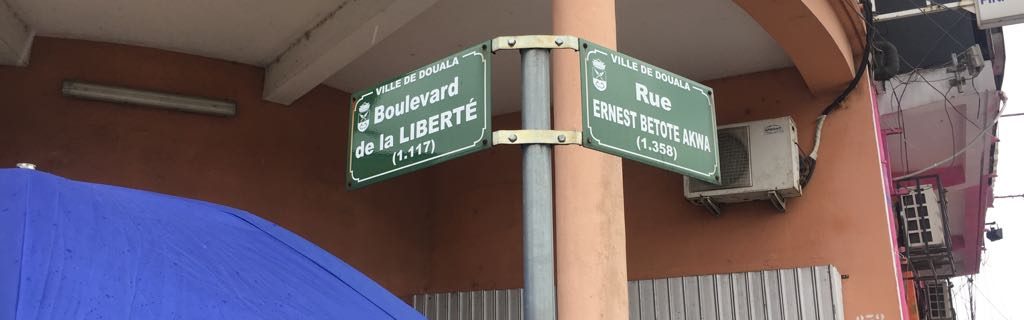 VILLE DE DOUALA
Boulevard
de la LIBERTÉ
(1.117)
VILLE DE DOUALA
Rue
ERNEST BETOTE AKWA
(1.358)